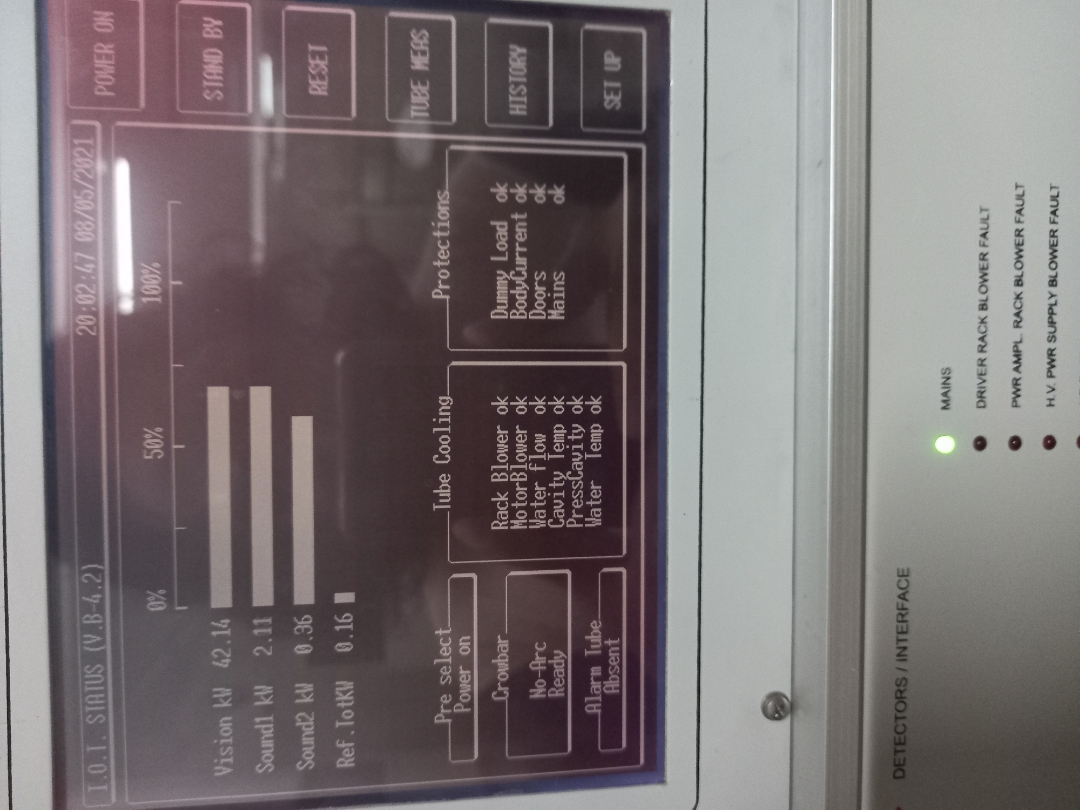 I.O.T. STATUS (V.B-4.2) 20:02:47 08/05/2021
POWER ON
0% 50% 100%
Vision kW 42.14
STAND BY
Sound1 kW 2.11
Sound2 kW 0.36
RESET
Ref.TotKW 0.16
TUBE MEAS
Pre select
Power on
Crowbar
No-Arc
Ready
Alarm Tube
Absent
Tube Cooling
Rack Blower ok
MotorBlower ok
Water flow ok
Cavity Temp ok
PressCavity ok
Water Temp ok
Protections
Dummy Load ok
BodyCurrent ok
Doors ok
Mains ok
HISTORY
SET UP
DETECTORS / INTERFACE
MAINS
DRIVER RACK BLOWER FAULT
PWR AMPL. RACK BLOWER FAULT
H.V. PWR SUPPLY BLOWER FAULT